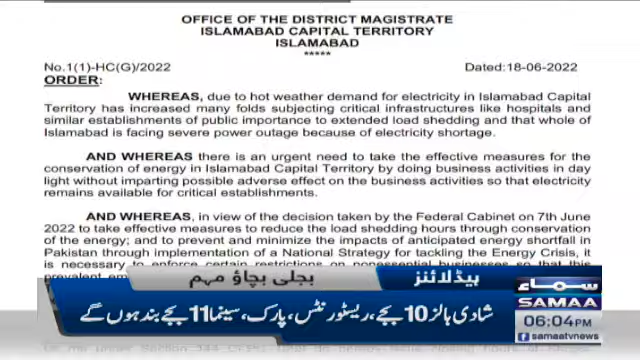 OFFICE OF THE DISTRICT MAGISTRATE
ISLAMABAD CAPITAL TERRITORY
ISLAMABAD
*****
No.1(1)-HC(G)/2022 Dated:18-06-2022
ORDER:
WHEREAS, due to hot weather demand for electricity in Islamabad Capital
Territory has increased many folds subjecting critical infrastructures like hospitals and
similar establishments of public importance to extended load shedding and that whole of
Islamabad is facing severe power outage because of electricity shortage.
AND WHEREAS there is an urgent need to take the effective measures for the
conservation of energy in Islamabad Capital Territory by doing business activities in day
light without imparting possible adverse effect on the business activities so that electricity
remains available for critical establishments.
AND WHEREAS, in view of the decision taken by the Federal Cabinet on 7th June
2022 to take effective measures to reduce the load shedding hours through conservation
of the energy; and to prevent and minimize the impacts of anticipated energy shortfall in
Pakistan through implementation of a National Strategy for tackling the Energy Crisis, it
is necessary to enforce certain restrictions on nonessential businesses so that this
prevalent
ہیڈلائنز
بجلی بچاؤ مہم
شادی ہالز 10 بجے، ریسٹورنٹس، پارک، سینما 11 بجے بند ہوں گے
سماء
SAMAA
06:04PM
samaatvnews